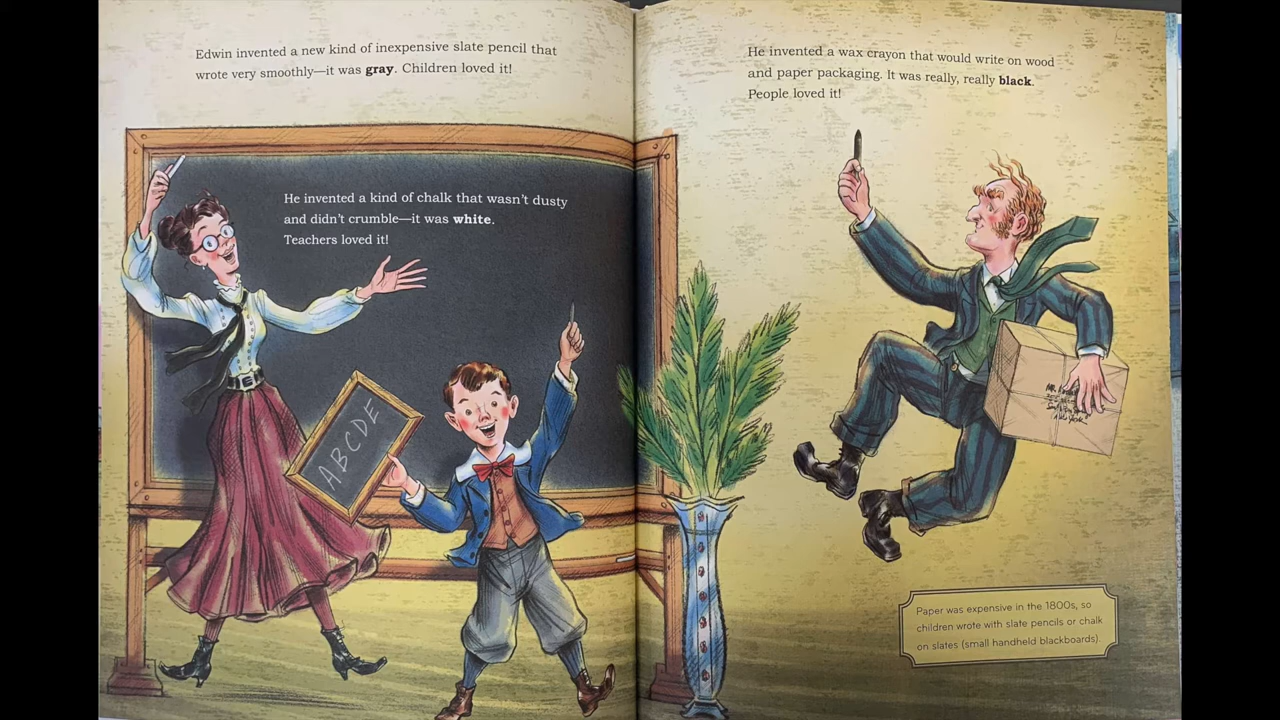 Edwin invented a new kind of inexpensive slate pencil that
wrote very smoothly—it was gray. Children loved it!
He invented a kind of chalk that wasn't dusty
and didn't crumble—it was white.
Teachers loved it!
ABCDE
He invented a wax crayon that would write on wood
and paper packaging. It was really, really black.
People loved it!
Paper was expensive in the 1800s, so
children wrote with slate pencils or chalk
on slates (small handheld blackboards).